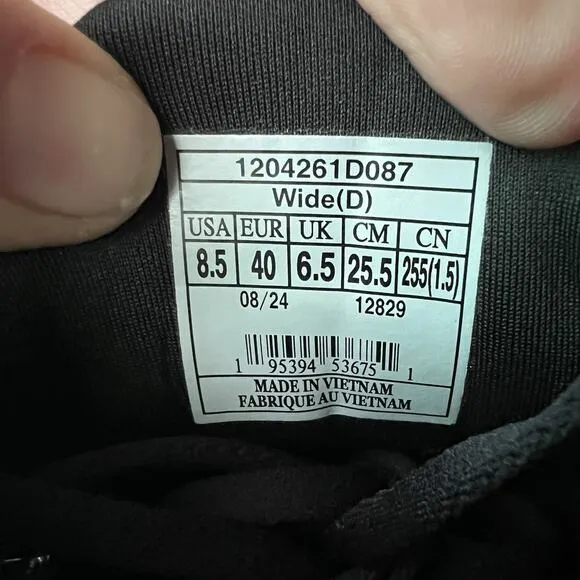 1204261D087
Wide(D)
USA EUR UK CM CN
8.5 40 6.5 25.5 255(1.5)
08/24 12829
1 95394 53675 1
MADE IN VIETNAM
FABRIQUE AU VIETNAM